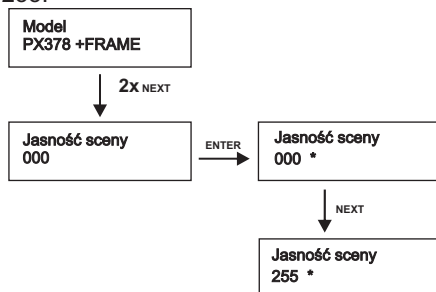 Model
PX378 +FRAME
2x NEXT
Jasność sceny
000
ENTER
Jasność sceny
000 *
NEXT
Jasność sceny
255 *